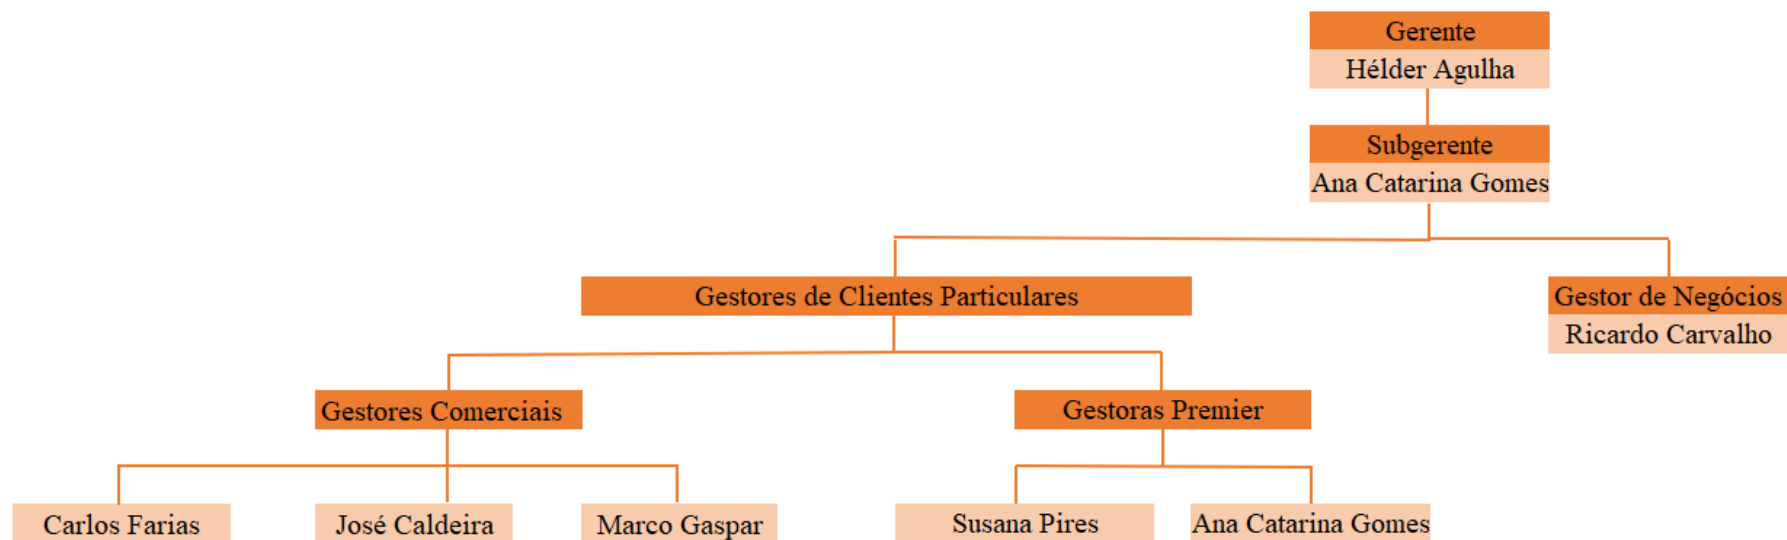 Gerente
Hélder Agulha
Subgerente
Ana Catarina Gomes
Gestores de Clientes Particulares
Gestor de Negócios
Ricardo Carvalho
Gestores Comerciais
Gestoras Premier
Carlos Farias
José Caldeira
Marco Gaspar
Susana Pires
Ana Catarina Gomes